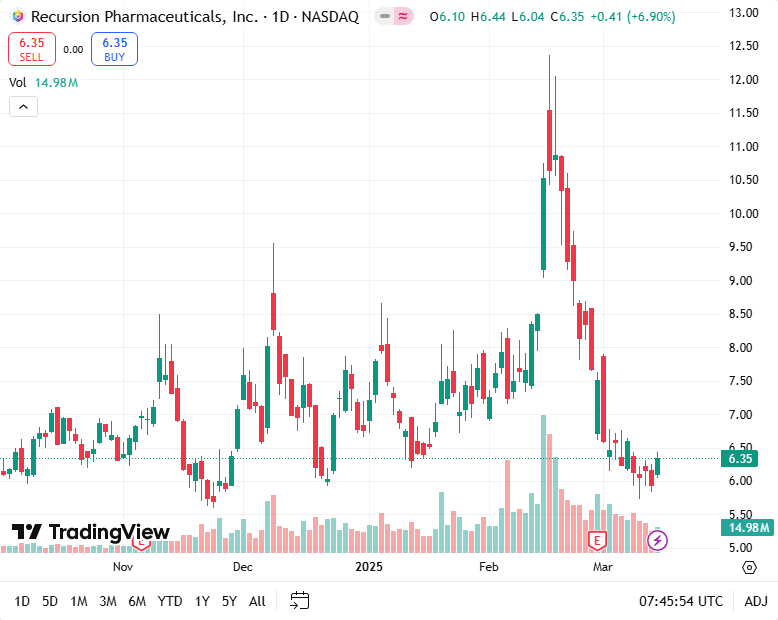 Recursion Pharmaceuticals, Inc. · 1D · NASDAQ O6.10 H6.44 L6.04 C6.35 +0.41 (+6.90%)
6.35 SELL 0.00 6.35 BUY
Vol 14.98M
13.00
12.50
12.00
11.50
11.00
10.50
10.00
9.50
9.00
8.50
8.00
7.50
7.00
6.50
6.35
6.00
5.50
14.98M
5.00
TradingView
E E
Nov Dec 2025 Feb Mar
1D 5D 1M 3M 6M YTD 1Y 5Y All 07:45:54 UTC ADJ